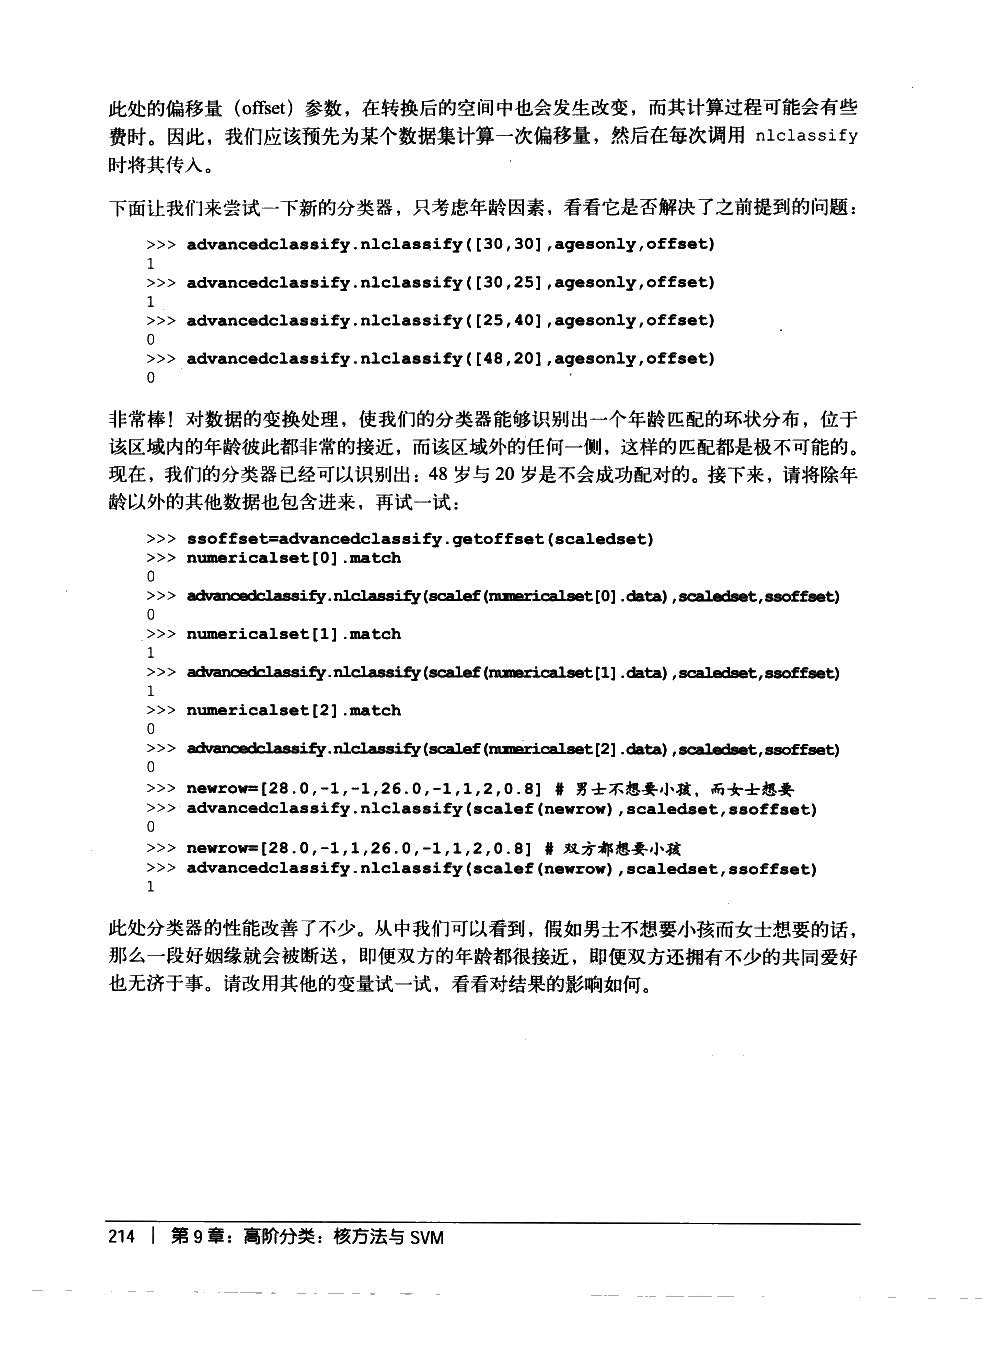 此处的偏移量（offset）参数，在转换后的空间中也会发生改变，而其计算过程可能会有些
费时。因此，我们应该预先为某个数据集计算一次偏移量，然后在每次调用 nlclassify
时将其传入。
下面让我们来尝试一下新的分类器，只考虑年龄因素，看看它是否解决了之前提到的问题：
>>> advancedclassify.nlclassify([30,30],agesonly,offset)
1
>>> advancedclassify.nlclassify([30,25],agesonly,offset)
1
>>> advancedclassify.nlclassify([25,40],agesonly,offset)
0
>>> advancedclassify.nlclassify([48,20],agesonly,offset)
0
非常棒！对数据的变换处理，使我们的分类器能够识别出一个年龄匹配的环状分布，位于
该区域内的年龄彼此都非常的接近，而该区域外的任何一侧，这样的匹配都是极不可能的。
现在，我们的分类器已经可以识别出：48 岁与 20 岁是不会成功配对的。接下来，请将除年
龄以外的其他数据也包含进来，再试一试：
>>> ssoffset=advancedclassify.getoffset(scaledset)
>>> numericalset[0].match
0
>>> advancedclassify.nlclassify(scalef(numericalset[0].data),scaledset,ssoffset)
0
>>> numericalset[1].match
1
>>> advancedclassify.nlclassify(scalef(numericalset[1].data),scaledset,ssoffset)
1
>>> numericalset[2].match
0
>>> advancedclassify.nlclassify(scalef(numericalset[2].data),scaledset,ssoffset)
0
>>> newrow=[28.0,-1,-1,26.0,-1,1,2,0.8] # 男士不想要小孩，而女士想要
>>> advancedclassify.nlclassify(scalef(newrow),scaledset,ssoffset)
0
>>> newrow=[28.0,-1,1,26.0,-1,1,2,0.8] # 双方都想要小孩
>>> advancedclassify.nlclassify(scalef(newrow),scaledset,ssoffset)
1
此处分类器的性能改善了不少。从中我们可以看到，假如男士不想要小孩而女士想要的话，
那么一段好姻缘就会被断送，即便双方的年龄都很接近，即便双方还拥有不少的共同爱好
也无济于事。请改用其他的变量试一试，看看对结果的影响如何。
214 | 第 9 章：高阶分类：核方法与 SVM